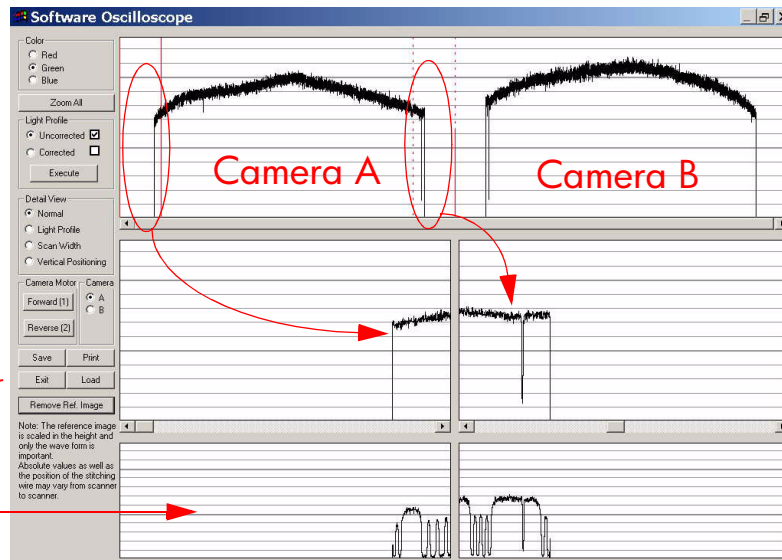 Software Oscilloscope
Color
Red
Green
Blue
Zoom All
Light Profile
Uncorrected
Corrected
Execute
Detail View
Normal
Light Profile
Scan Width
Vertical Positioning
Camera Motor
Camera
Forward (1)
A
B
Reverse (2)
Save
Print
Exit
Load
Remove Ref. Image
Note: The reference image
is scaled in the height and
only the wave form is
important.
Absolute values as well as
the position of the stitching
wire may vary from scanner
to scanner.
Camera A
Camera B